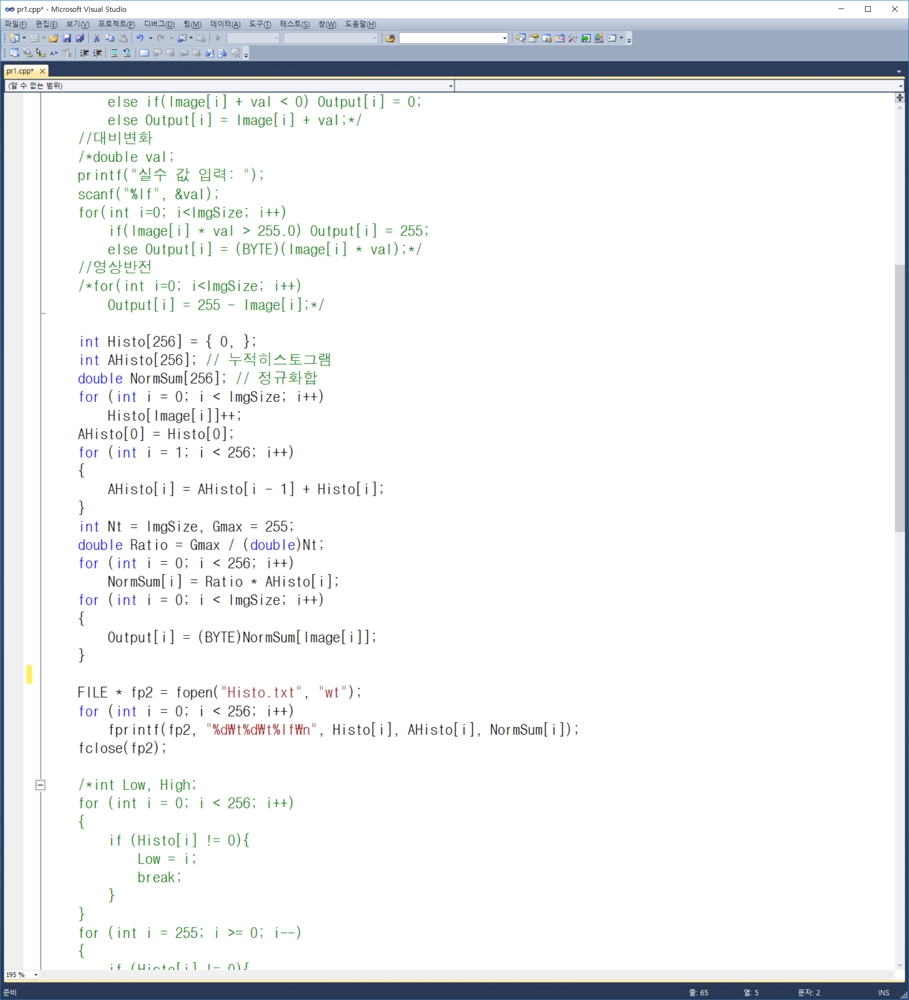 pr1.cpp* - Microsoft Visual Studio
파일(F) 편집(E) 보기(V) 프로젝트(P) 디버그(D) 팀(M) 데이터(A) 도구(T) 테스트(S) 창(W) 도움말(H)
pr1.cpp*
(알 수 없는 범위)
else if(Image[i] + val < 0) Output[i] = 0;
else Output[i] = Image[i] + val;*/
//대비변화
/*double val;
printf("실수 값 입력: ");
scanf("%lf", &val);
for(int i=0; i<ImgSize; i++)
if(Image[i] * val > 255.0) Output[i] = 255;
else Output[i] = (BYTE)(Image[i] * val);*/
//영상반전
/*for(int i=0; i<ImgSize; i++)
Output[i] = 255 - Image[i];*/
int Histo[256] = { 0, };
int AHisto[256]; // 누적히스토그램
double NormSum[256]; // 정규화합
for (int i = 0; i < ImgSize; i++)
Histo[Image[i]]++;
AHisto[0] = Histo[0];
for (int i = 1; i < 256; i++)
{
AHisto[i] = AHisto[i - 1] + Histo[i];
}
int Nt = ImgSize, Gmax = 255;
double Ratio = Gmax / (double)Nt;
for (int i = 0; i < 256; i++)
NormSum[i] = Ratio * AHisto[i];
for (int i = 0; i < ImgSize; i++)
{
Output[i] = (BYTE)NormSum[Image[i]];
}
FILE * fp2 = fopen("Histo.txt", "wt");
for (int i = 0; i < 256; i++)
fprintf(fp2, "%d₩t%d₩t%lf₩n", Histo[i], AHisto[i], NormSum[i]);
fclose(fp2);
/*int Low, High;
for (int i = 0; i < 256; i++)
{
if (Histo[i] != 0){
Low = i;
break;
}
}
for (int i = 255; i >= 0; i--)
{
if (Histo[i] != 0){
195 %
준비 줄: 65 열: 5 문자: 2 INS